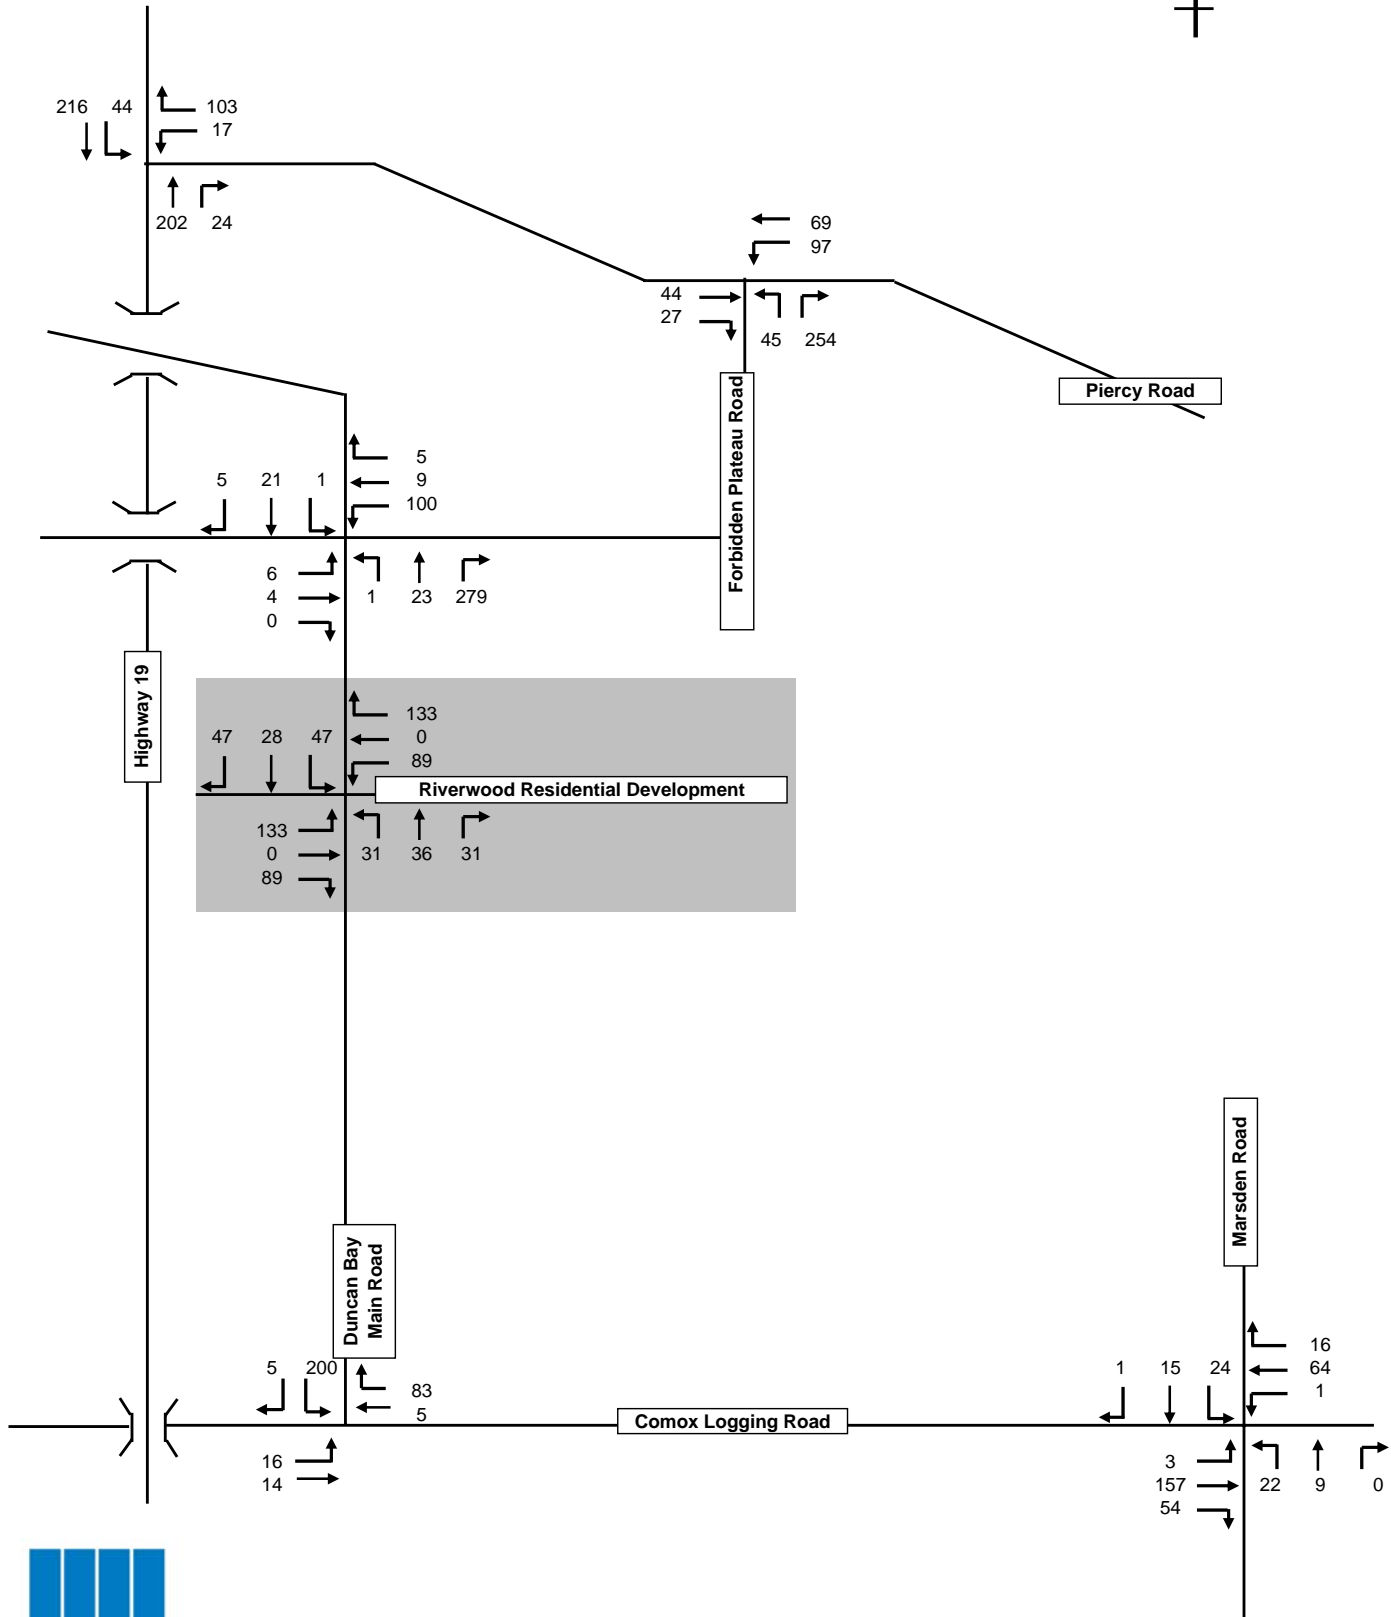 216 44 103
17
202 24
69
97
44
27
45 254
Piercy Road
Forbidden Plateau Road
5
5 21 1 9
100
6
4 1 23 279
0
Highway 19
133
47 28 47 0
89
Riverwood Residential Development
133
0 31 36 31
89
Marsden Road
Duncan Bay
Main Road
16
5 200 1 15 24 64
83 1
5
Comox Logging Road
16 3
14 157 22 9 0
54